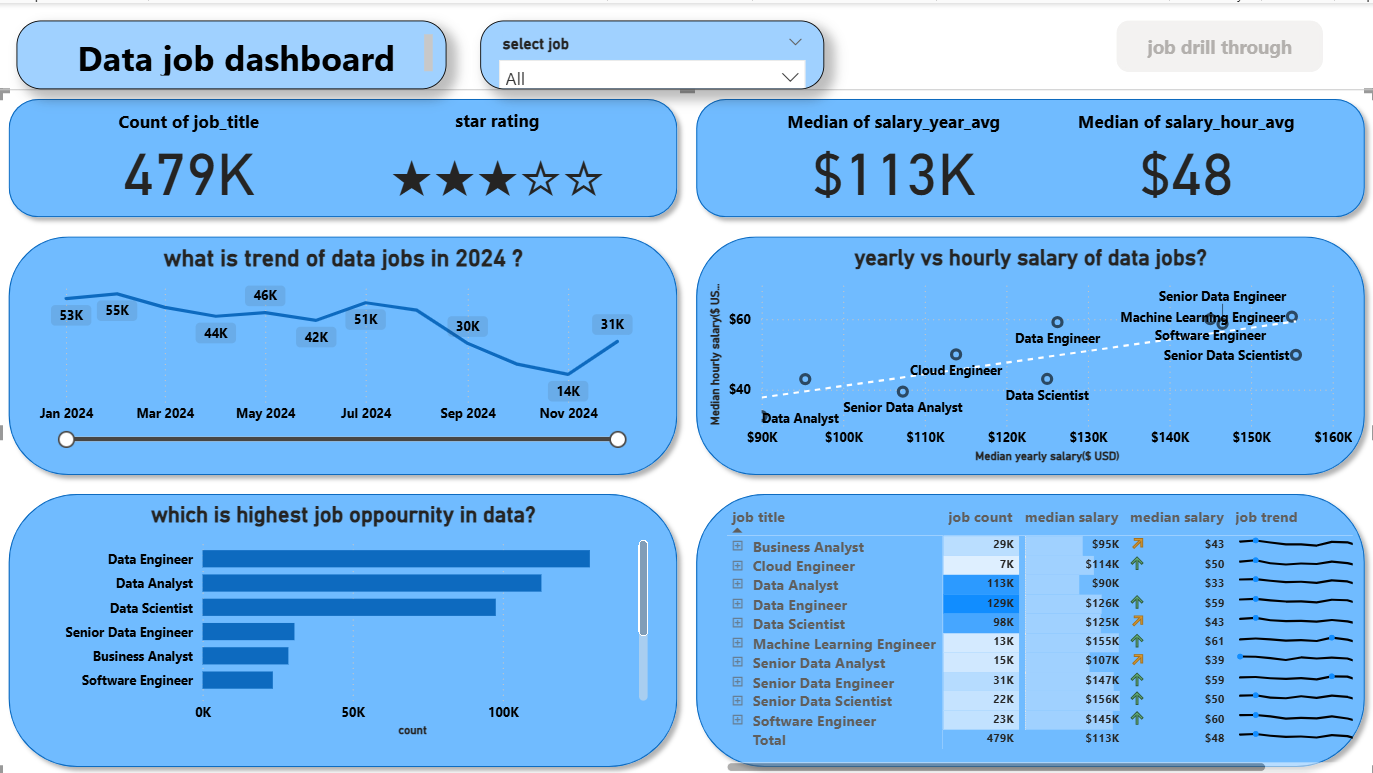 Data job dashboard
select job
All
job drill through
Count of job_title
star rating
479K
★★★☆☆
Median of salary_year_avg
Median of salary_hour_avg
$113K
$48
what is trend of data jobs in 2024 ?
53K
55K
44K
46K
42K
51K
30K
14K
31K
Jan 2024
Mar 2024
May 2024
Jul 2024
Sep 2024
Nov 2024
yearly vs hourly salary of data jobs?
Median hourly salary($ US...
$60
$40
Senior Data Engineer
Machine Learning Engineer
Software Engineer
Senior Data Scientist
Data Engineer
Cloud Engineer
Data Scientist
Senior Data Analyst
Data Analyst
$90K
$100K
$110K
$120K
$130K
$140K
$150K
$160K
Median yearly salary($ USD)
which is highest job oppournity in data?
Data Engineer
Data Analyst
Data Scientist
Senior Data Engineer
Business Analyst
Software Engineer
0K
50K
100K
count
job title job count median salary median salary job trend
Business Analyst 29K $95K $43
Cloud Engineer 7K $114K $50
Data Analyst 113K $90K $33
Data Engineer 129K $126K $59
Data Scientist 98K $125K $43
Machine Learning Engineer 13K $155K $61
Senior Data Analyst 15K $107K $39
Senior Data Engineer 31K $147K $59
Senior Data Scientist 22K $156K $50
Software Engineer 23K $145K $60
Total 479K $113K $48